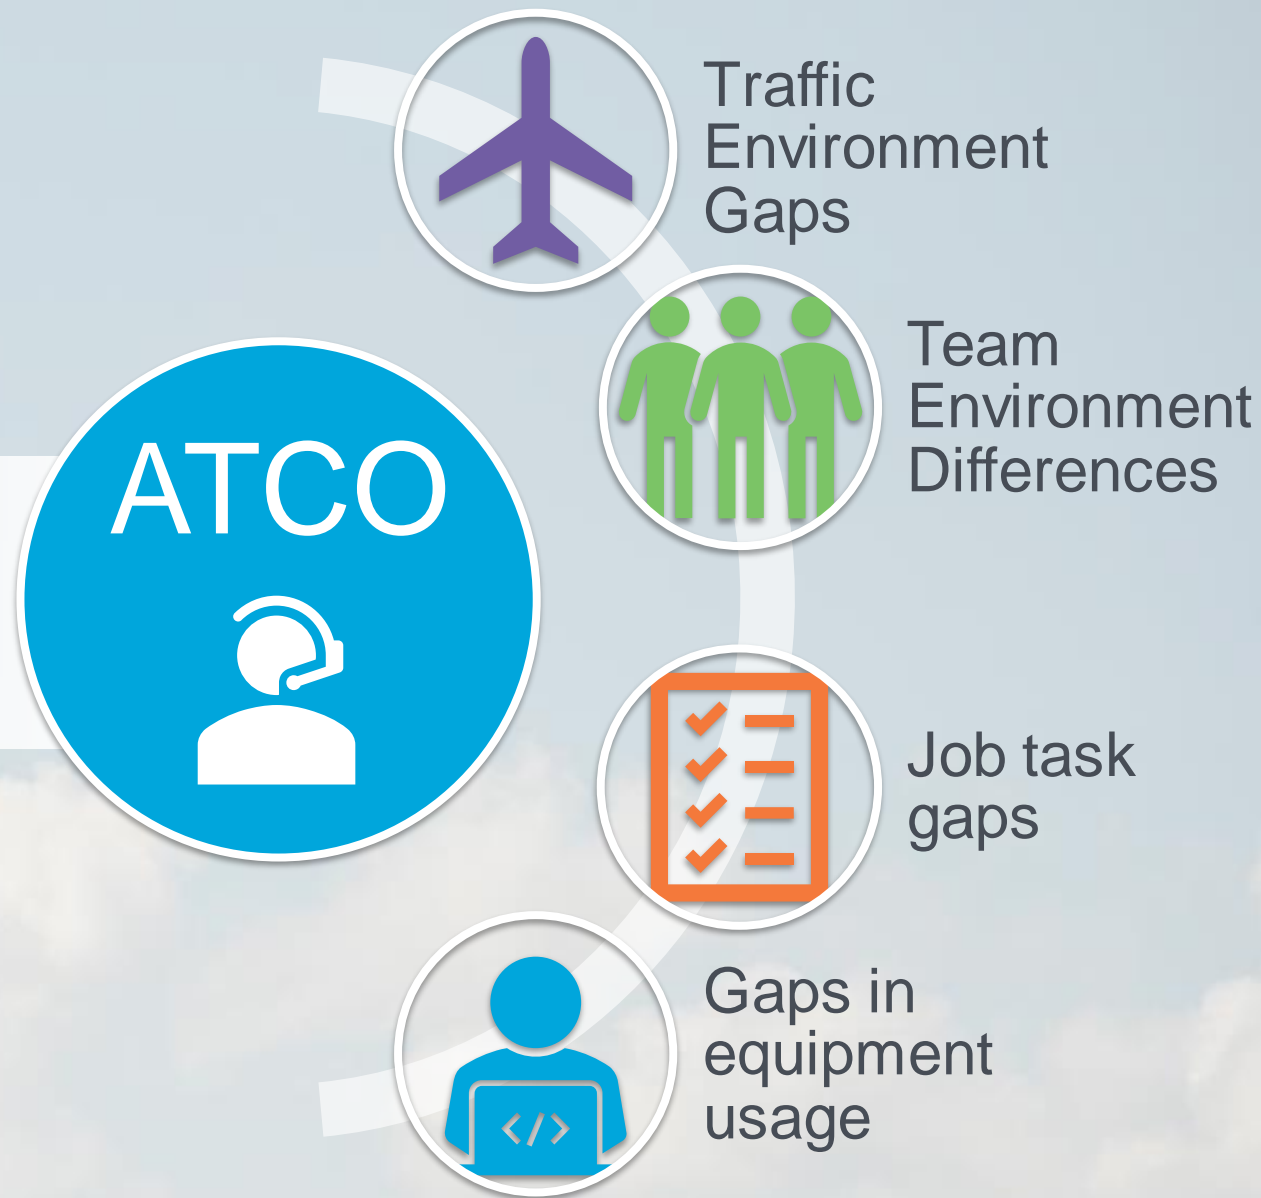 Traffic
Environment
Gaps
Team
Environment
Differences
ATCO
Job task
gaps
Gaps in
equipment
usage
</>